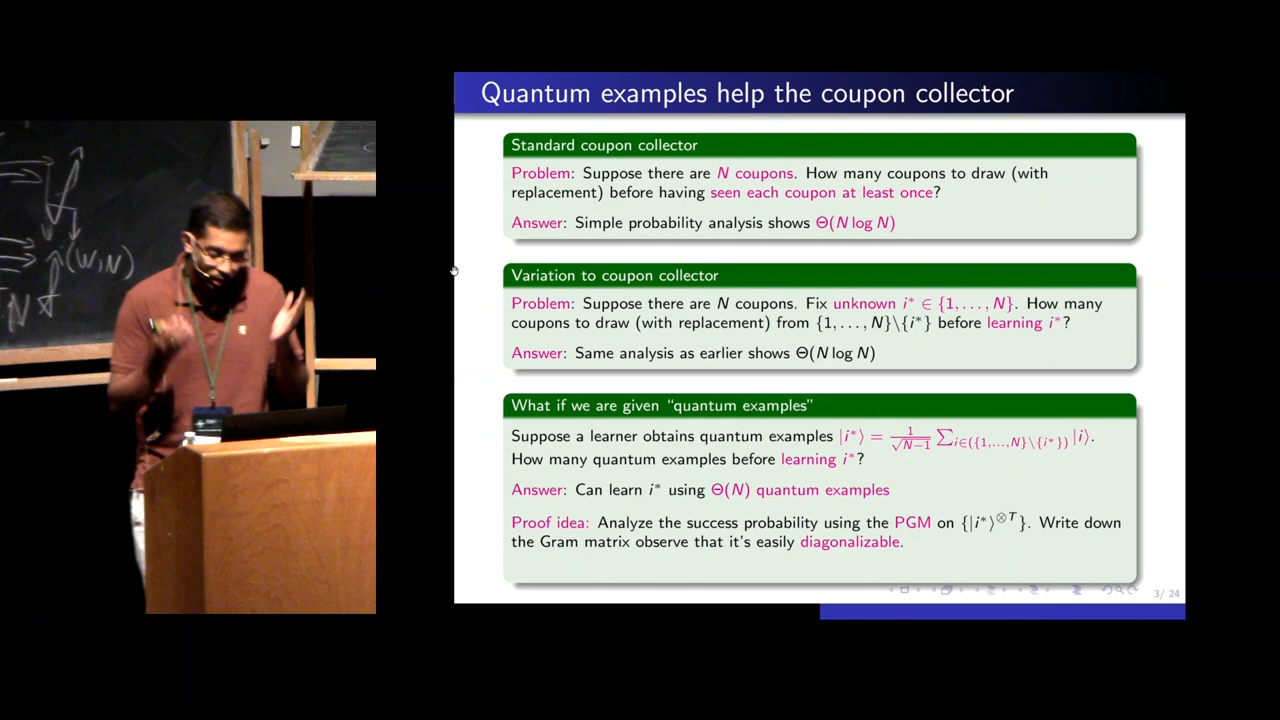 Quantum examples help the coupon collector
Standard coupon collector
Problem: Suppose there are N coupons. How many coupons to draw (with
replacement) before having seen each coupon at least once?
Answer: Simple probability analysis shows Θ(N log N)
Variation to coupon collector
Problem: Suppose there are N coupons. Fix unknown i* ∈ {1, . . . , N}. How many
coupons to draw (with replacement) from {1, . . . , N}\{i*} before learning i*?
Answer: Same analysis as earlier shows Θ(N log N)
What if we are given “quantum examples”
Suppose a learner obtains quantum examples |i*⟩ = 1/√N−1 ∑i∈({1,...,N}\{i*}) |i⟩.
How many quantum examples before learning i*?
Answer: Can learn i* using Θ(N) quantum examples
Proof idea: Analyze the success probability using the PGM on {|i*⟩⊗T}. Write down
the Gram matrix observe that it's easily diagonalizable.
3/ 24
(W,N)
N